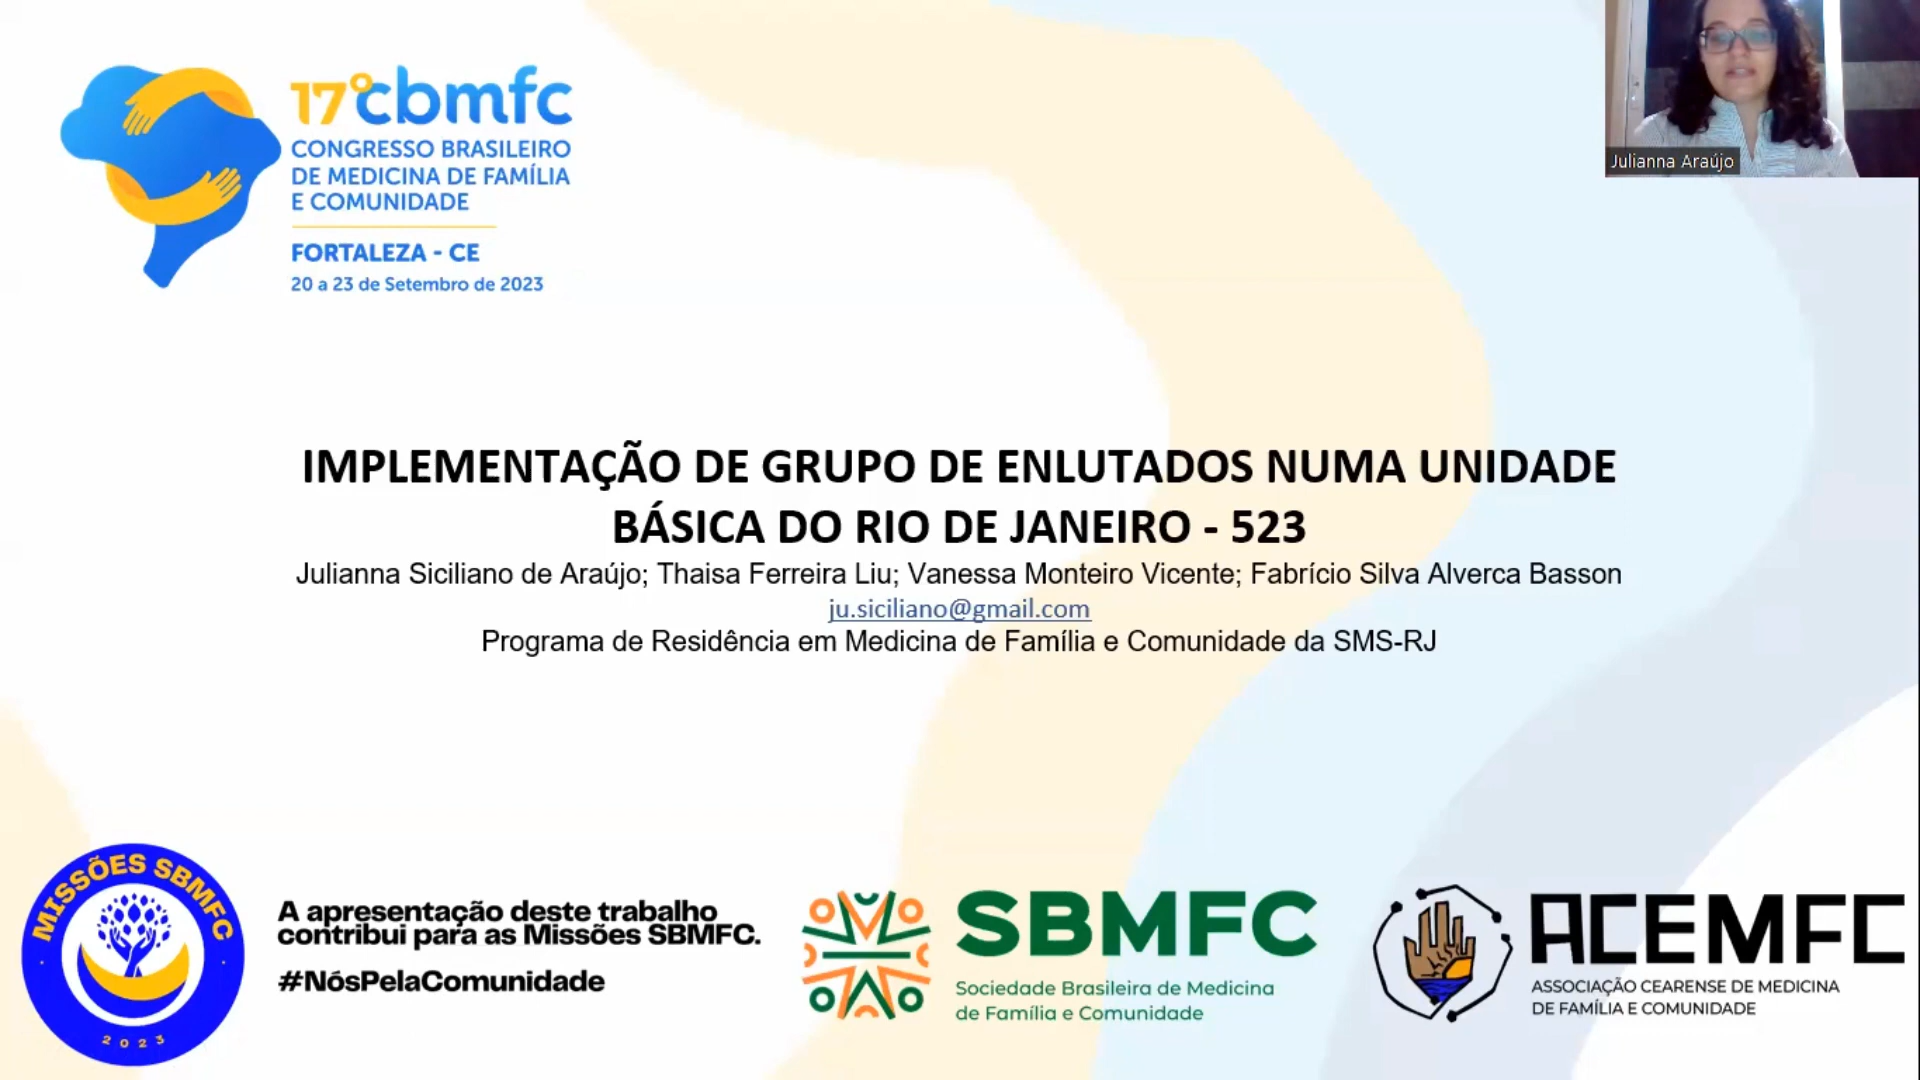 17º cbmfc
CONGRESSO BRASILEIRO
DE MEDICINA DE FAMÍLIA
E COMUNIDADE
FORTALEZA - CE
20 a 23 de Setembro de 2023
Julianna Araújo
IMPLEMENTAÇÃO DE GRUPO DE ENLUTADOS NUMA UNIDADE
BÁSICA DO RIO DE JANEIRO - 523
Julianna Siciliano de Araújo; Thaisa Ferreira Liu; Vanessa Monteiro Vicente; Fabrício Silva Alverca Basson
ju.siciliano@gmail.com
Programa de Residência em Medicina de Família e Comunidade da SMS-RJ
MISSÕES SBMFC
2023
A apresentação deste trabalho
contribui para as Missões SBMFC.
#NósPelaComunidade
SBMFC
Sociedade Brasileira de Medicina
de Família e Comunidade
ACEMFC
ASSOCIAÇÃO CEARENSE DE MEDICINA
DE FAMÍLIA E COMUNIDADE